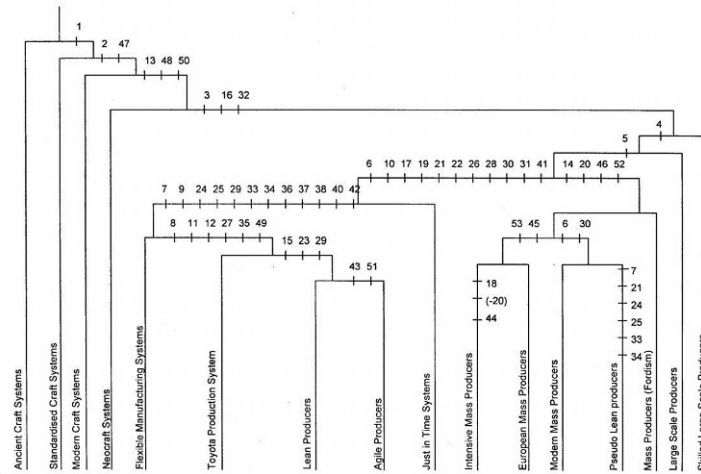 1
2 47
13 48 50
3 16 32
4
5
6 10 17 19 21 22 26 28 30 31 41 14 20 46 52
7 9 24 25 29 33 34 36 37 38 40 42
8 11 12 27 35 49
53 45 6 30
15 23 29
43 51
18
(-20)
44
7
21
24
25
33
34
Ancient Craft Systems
Standardised Craft Systems
Modern Craft Systems
Neocraft Systems
Flexible Manufacturing Systems
Toyota Production System
Lean Producers
Agile Producers
Just in Time Systems
Intensive Mass Producers
European Mass Producers
Modern Mass Producers
Pseudo Lean producers
Mass Producers (Fordism)
Large Scale Producers
Skilled Large Scale Producers